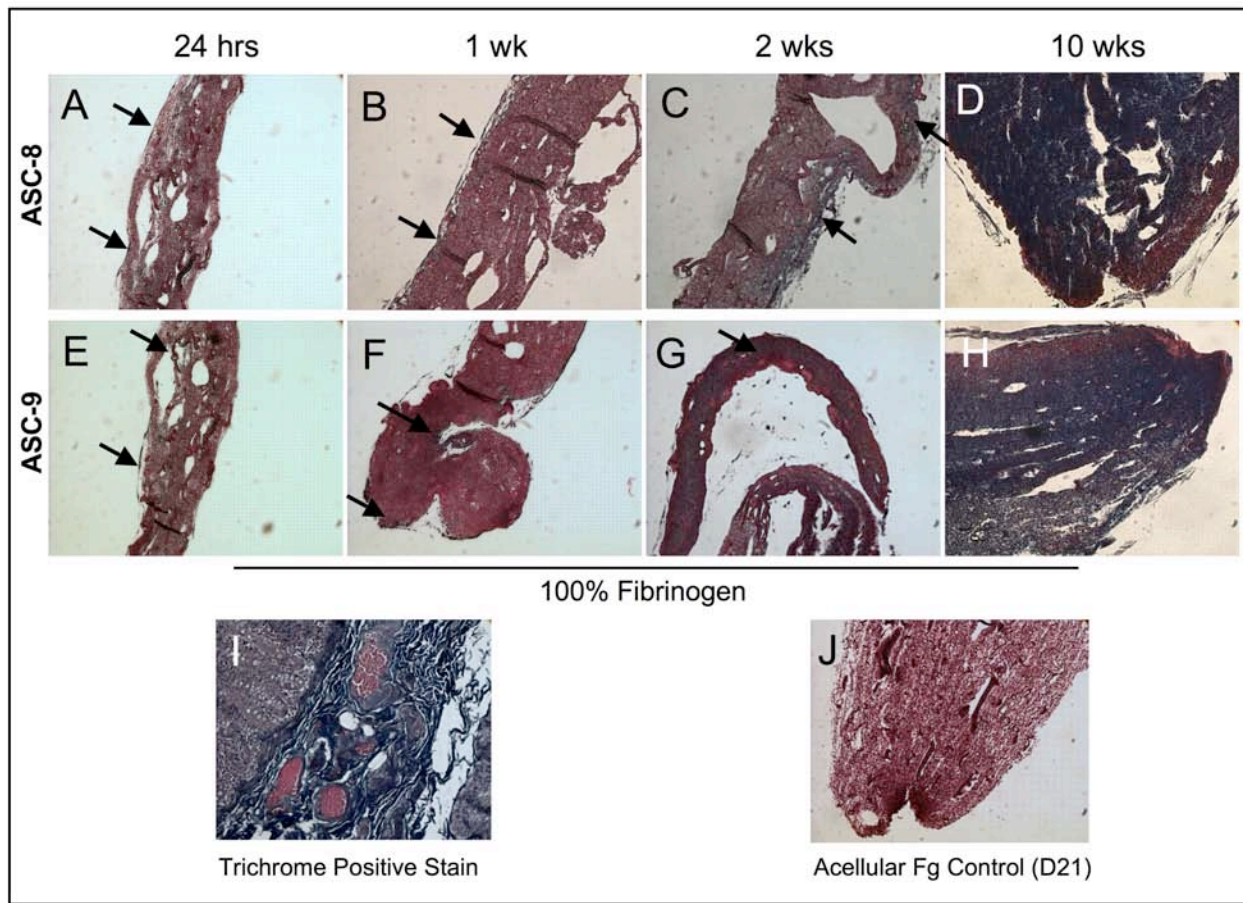 24 hrs 1 wk 2 wks 10 wks
ASC-8
A B C D
ASC-9
E F G H
100% Fibrinogen
I J
Trichrome Positive Stain Acellular Fg Control (D21)